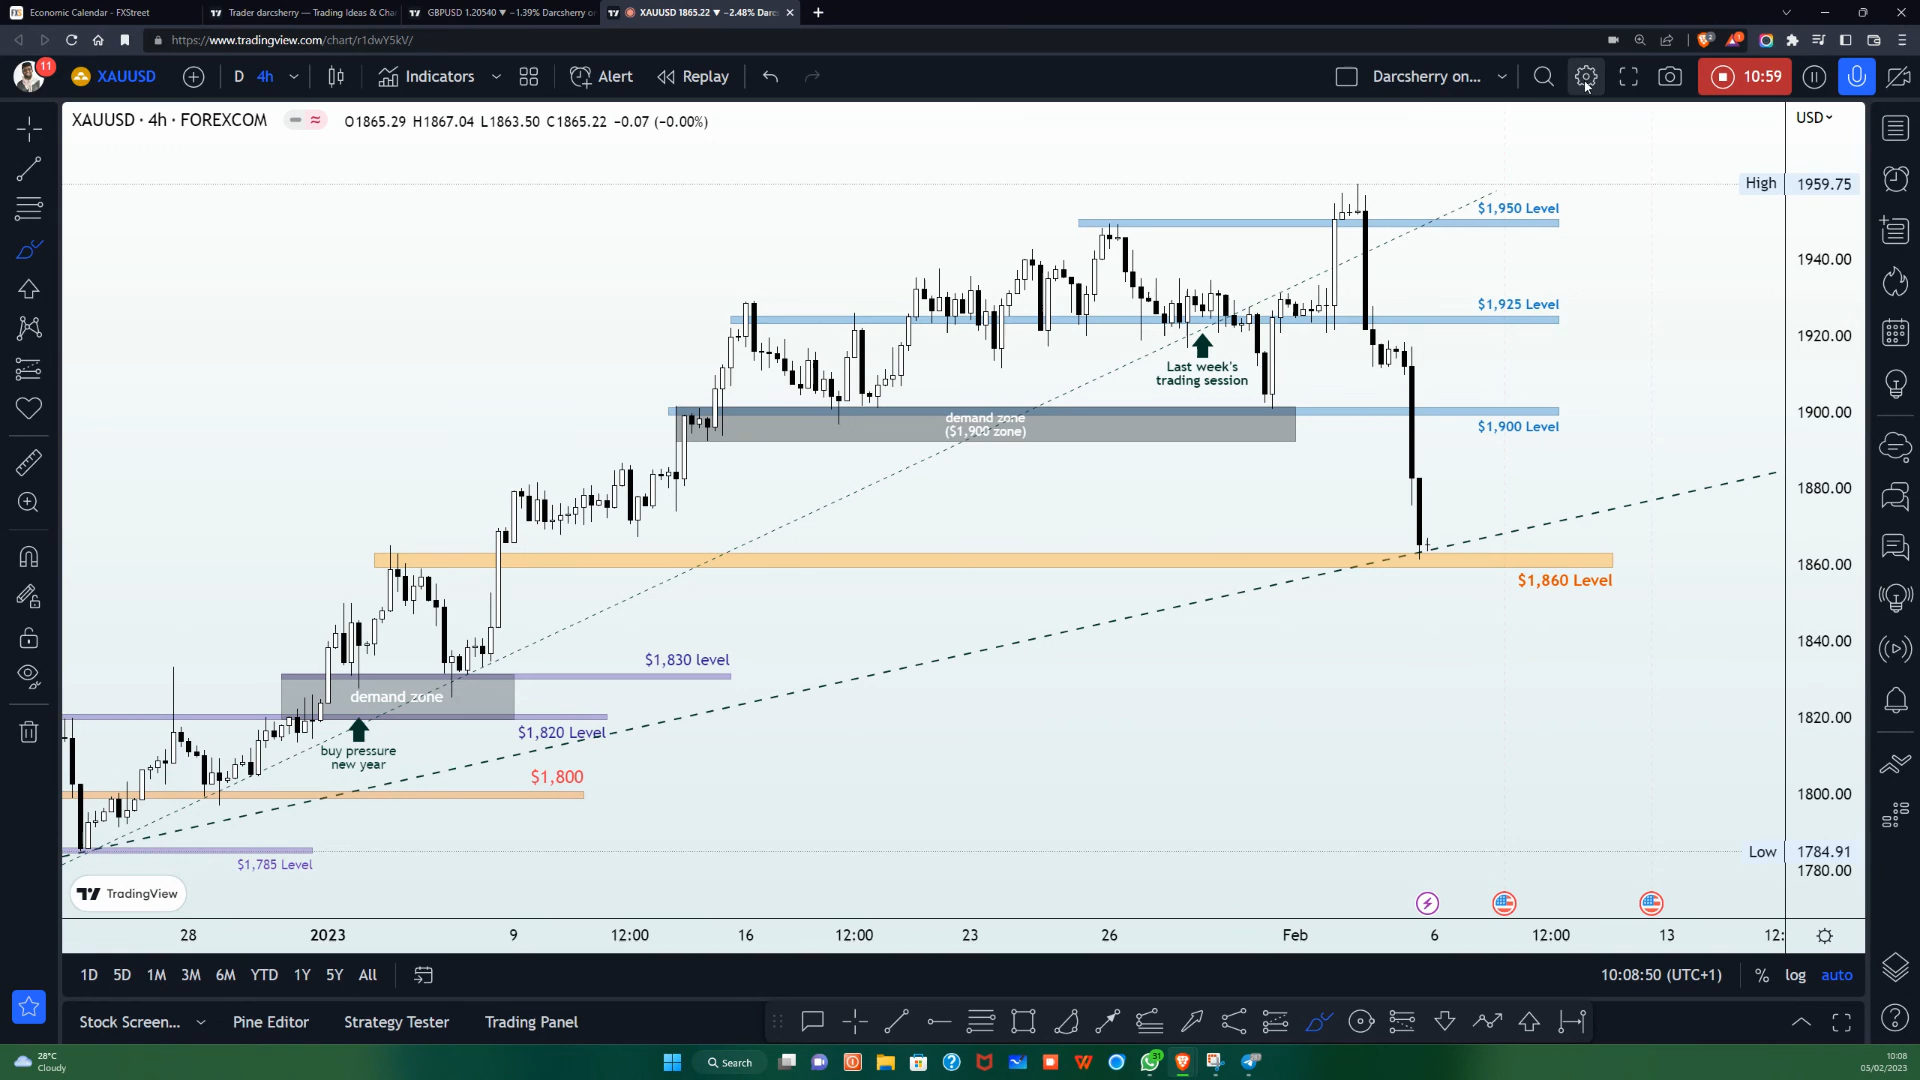 Economic Calendar - FXStreet
Trader darcsherry — Trading Ideas & Cha
GBPUSD 1.20540 ▼ −1.39% Darcsherry or
XAUUSD 1865.22 ▼ −2.48% Darc
https://www.tradingview.com/chart/r1dwY5kV/
2
1
11
XAUUSD
D
4h
Indicators
Alert
Replay
Darcsherry on...
10:59
XAUUSD · 4h · FOREXCOM
O1865.29 H1867.04 L1863.50 C1865.22 −0.07 (−0.00%)
USD
High
1959.75
$1,950 Level
1940.00
$1,925 Level
1920.00
Last week's
trading session
1900.00
demand zone
($1,900 zone)
$1,900 Level
1880.00
1860.00
$1,860 Level
1840.00
$1,830 level
demand zone
1820.00
$1,820 Level
buy pressure
new year
$1,800
1800.00
Low
1784.91
$1,785 Level
1780.00
TradingView
28
2023
9
12:00
16
12:00
23
26
Feb
6
12:00
13
12:
1D
5D
1M
3M
6M
YTD
1Y
5Y
All
10:08:50 (UTC+1)
%
log
auto
Stock Screen...
Pine Editor
Strategy Tester
Trading Panel
28°C
Cloudy
Search
31
10:08
05/02/2023